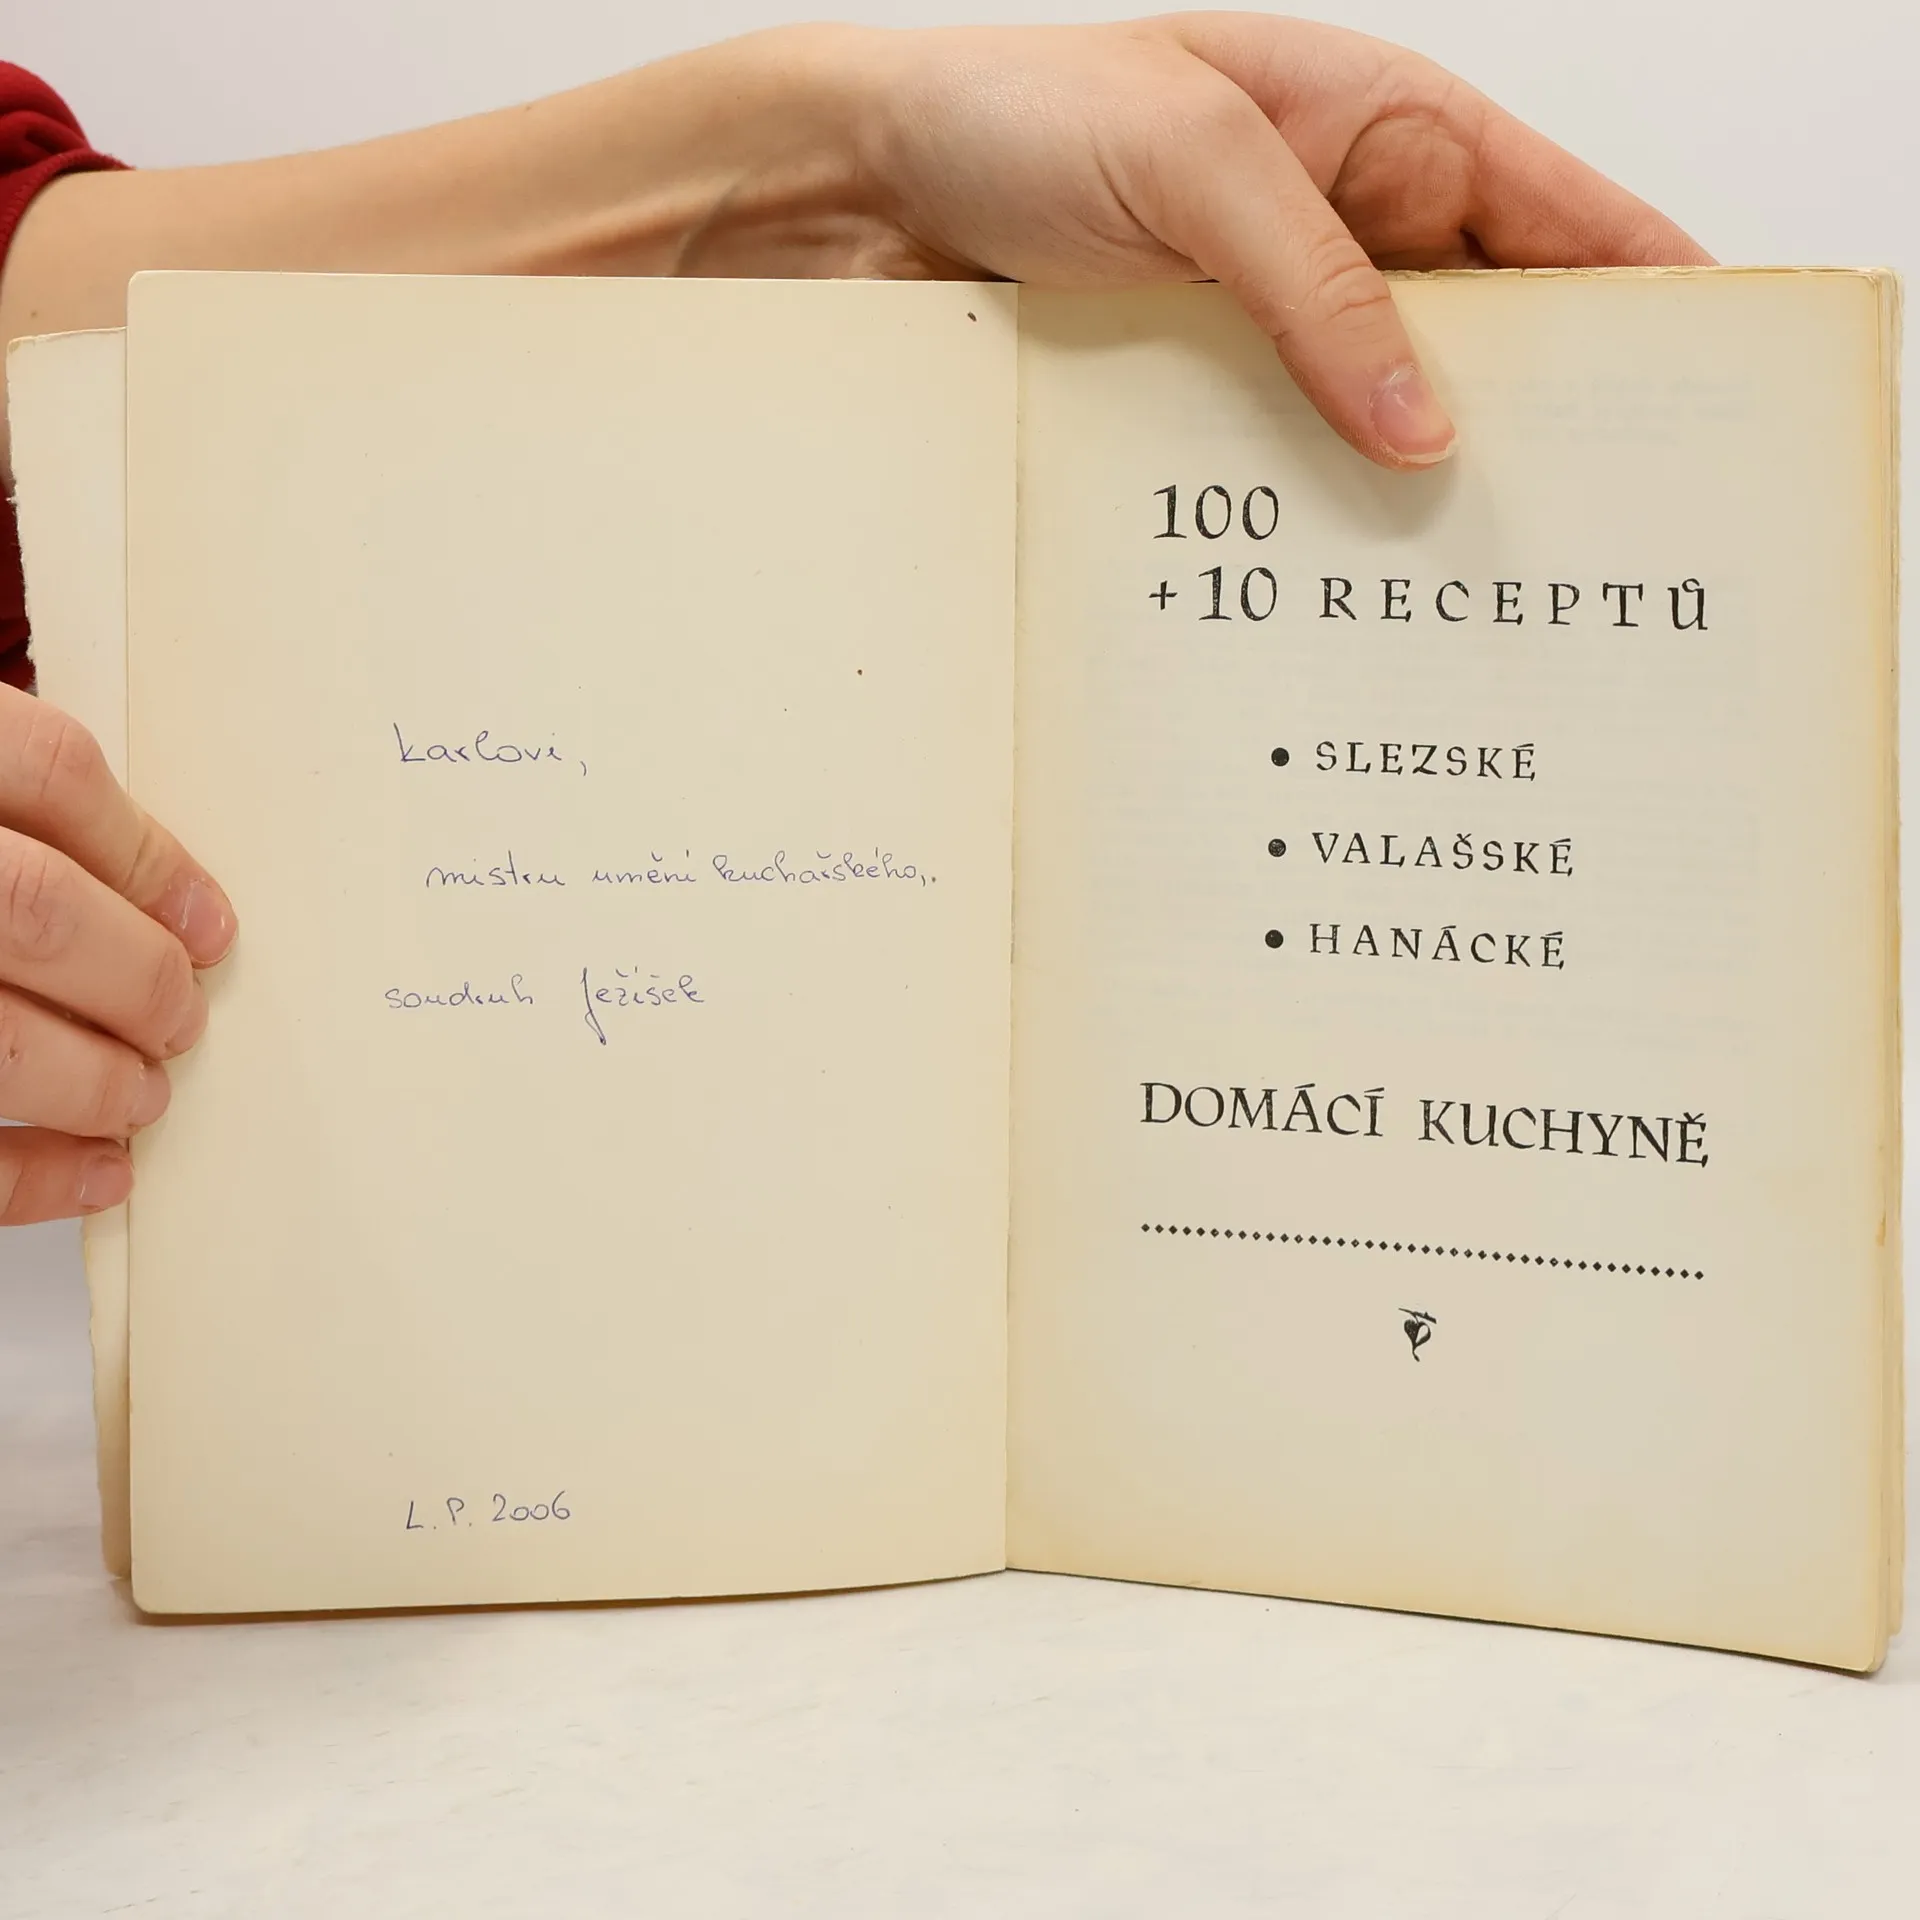 Karlovi,
mistru umění kuchařského,.
soudruh Ježíšek
L.P. 2006
100
+10 RECEPTŮ
• SLEZSKÉ
• VALAŠSKÉ
• HANÁCKÉ
DOMÁCÍ KUCHYNĚ